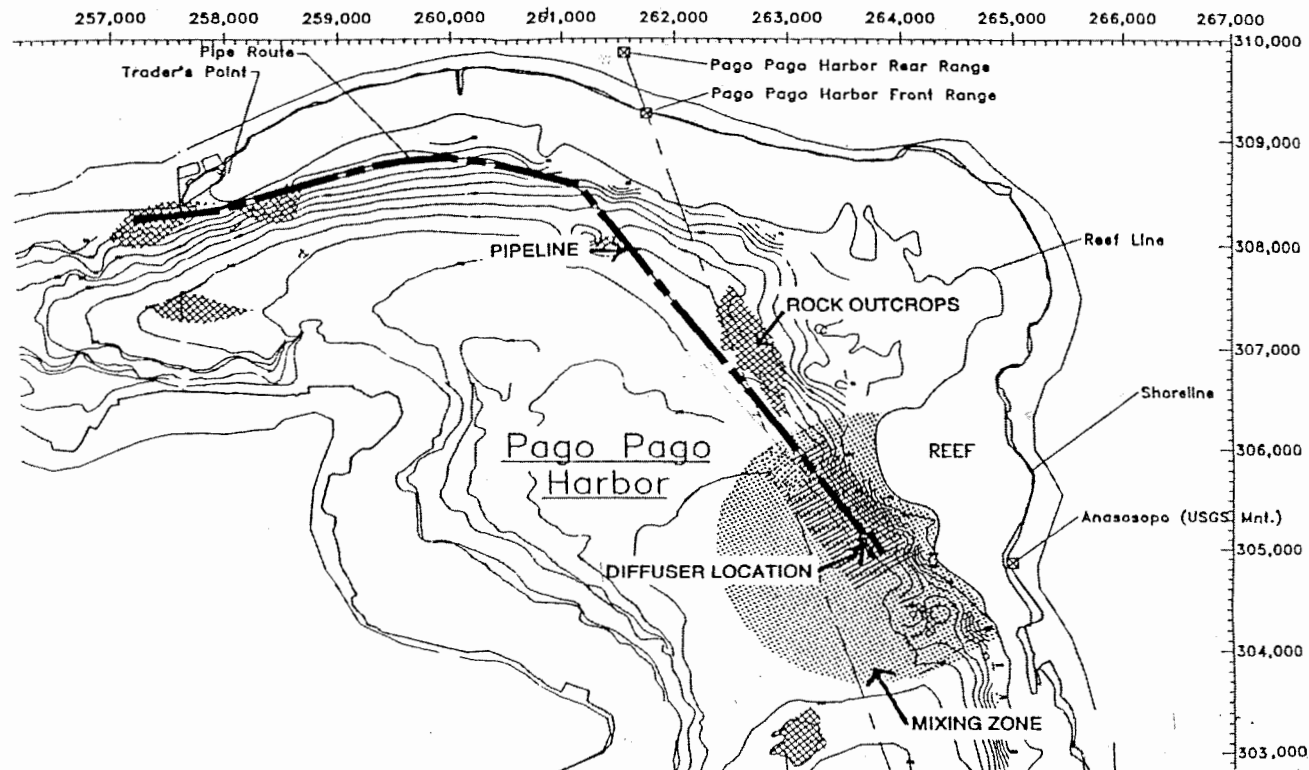 257,000 258,000 259,000 260,000 261,000 262,000 263,000 264,000 265,000 266,000 267,000
310,000
Pipe Route
Trader's Point
Pago Pago Harbor Rear Range
Pago Pago Harbor Front Range
309,000
Reef Line
308,000
PIPELINE
ROCK OUTCROPS
307,000
Shoreline
Pago Pago
Harbor
REEF
306,000
Anasosopo (USGS Mnt.)
305,000
DIFFUSER LOCATION
304,000
MIXING ZONE
303,000